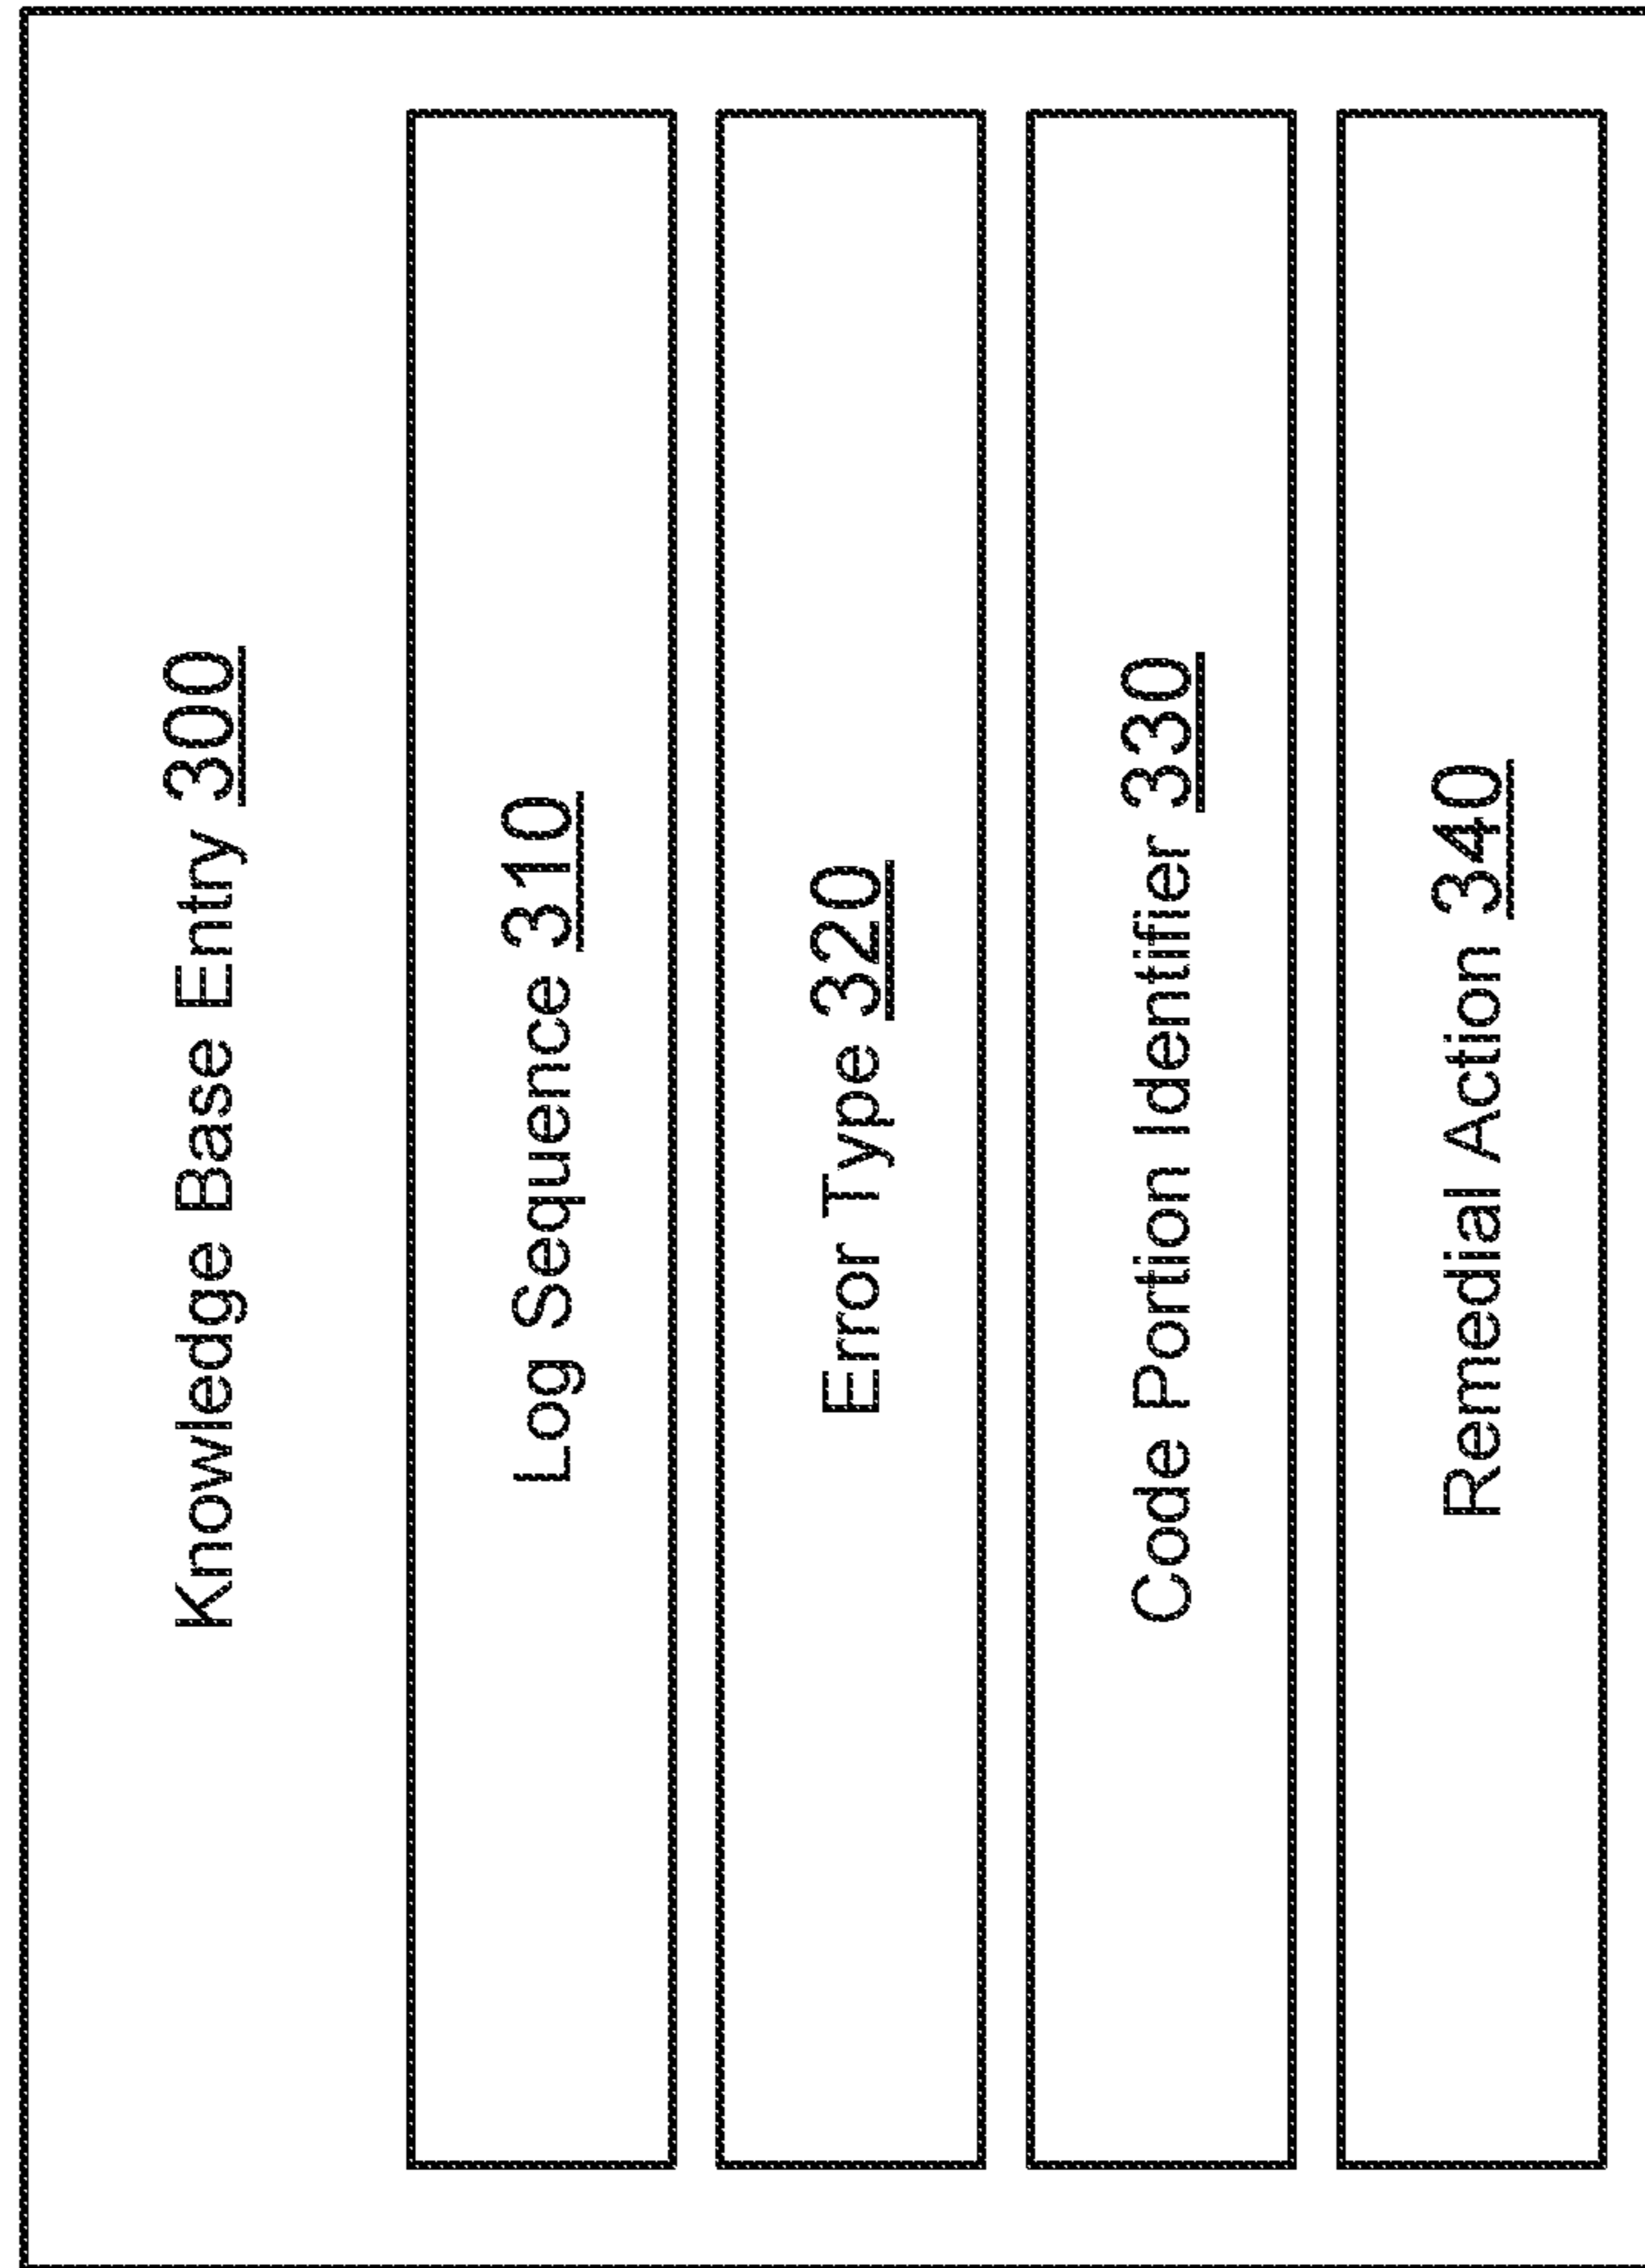 Knowledge Base Entry 300
Log Sequence 310
Error Type 320
Code Portion Identifier 330
Remedial Action 340